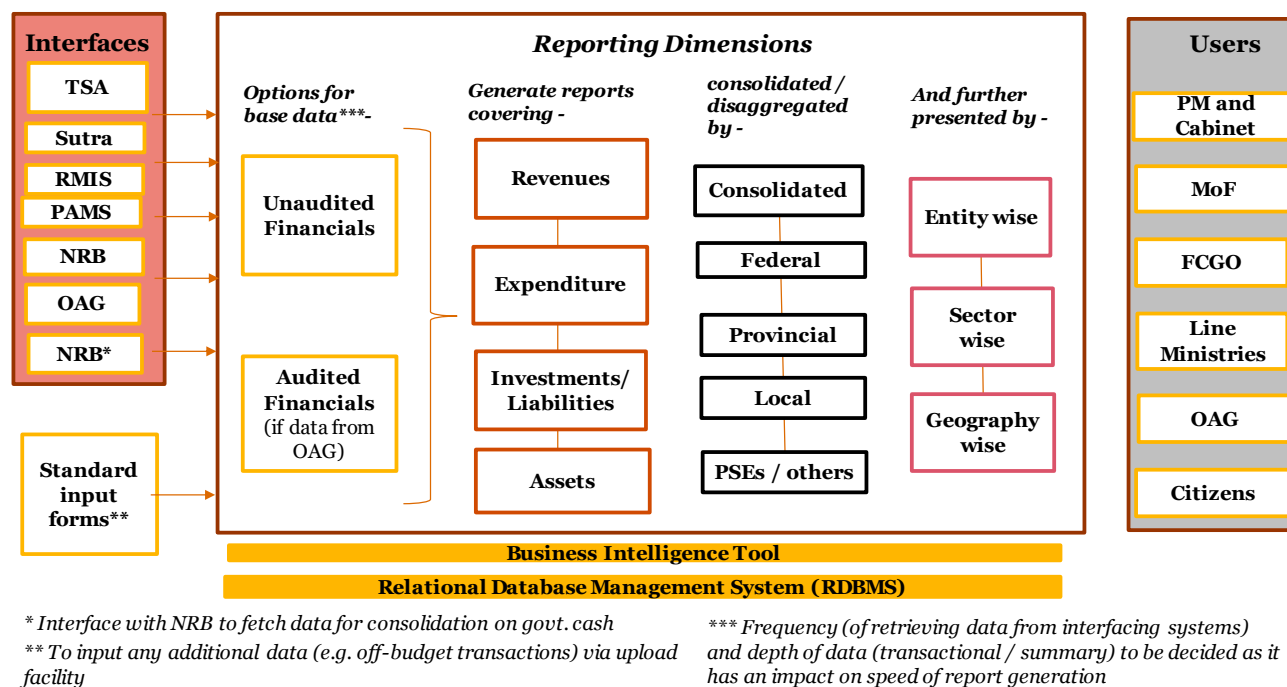 Interfaces
TSA
Sutra
RMIS
PAMS
NRB
OAG
NRB*
Standard
input
forms**
Reporting Dimensions
Options for
base data***-
Unaudited
Financials
Audited
Financials
(if data from
OAG)
Generate reports
covering -
Revenues
Expenditure
Investments/
Liabilities
Assets
consolidated /
disaggregated
by -
Consolidated
Federal
Provincial
Local
PSEs / others
And further
presented by -
Entity wise
Sector
wise
Geography
wise
Users
PM and
Cabinet
MoF
FCGO
Line
Ministries
OAG
Citizens
Business Intelligence Tool
Relational Database Management System (RDBMS)
* Interface with NRB to fetch data for consolidation on govt. cash
** To input any additional data (e.g. off-budget transactions) via upload
facility
*** Frequency (of retrieving data from interfacing systems)
and depth of data (transactional / summary) to be decided as it
has an impact on speed of report generation